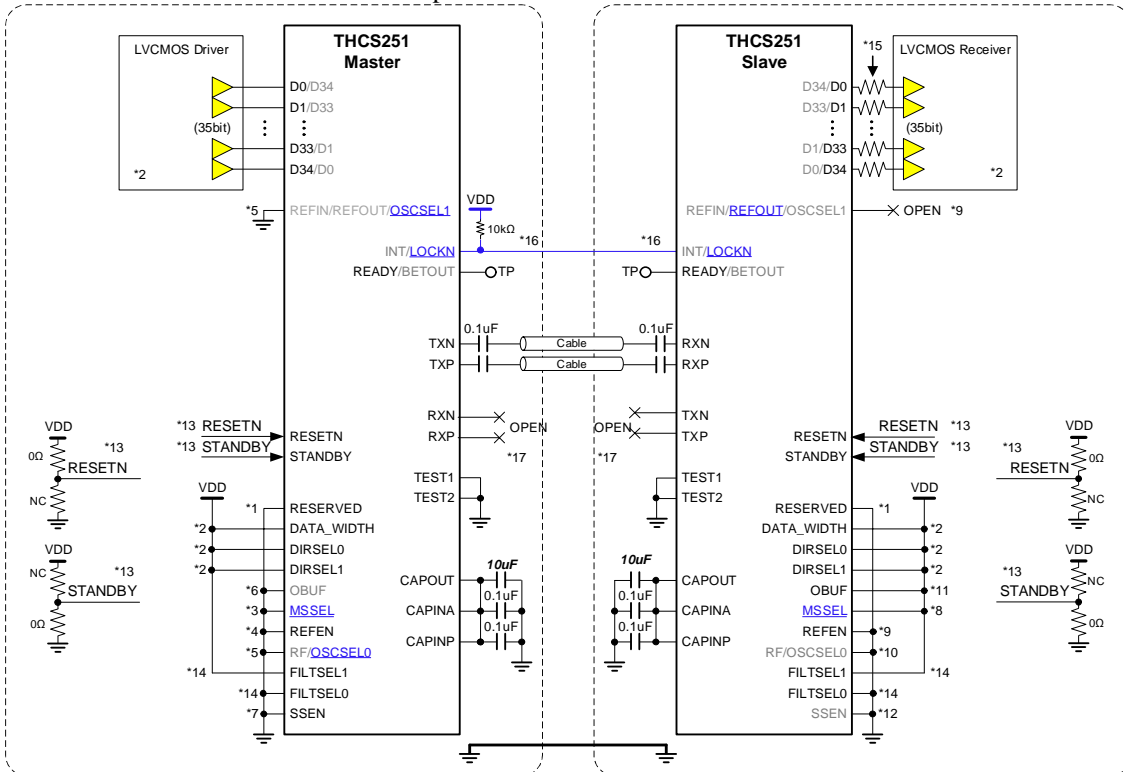 THCS251
Master
LVCMOS Driver
(35bit)
*2
D0/D34
D1/D33
D33/D1
D34/D0
*5
REFIN/REFOUT/OSCSEL1
VDD
10kΩ
*16
INT/LOCKN
READY/BETOUT
TP
TXN
TXP
0.1uF
Cable
Cable
RXN
RXP
OPEN
*17
*13 RESETN
*13 STANDBY
RESETN
STANDBY
VDD
0Ω
*13
RESETN
NC
VDD
NC
*13
STANDBY
0Ω
VDD
TEST1
TEST2
*1 RESERVED
*2 DATA_WIDTH
*2 DIRSEL0
*2 DIRSEL1
*6 OBUF
*3 MSSEL
*4 REFEN
*5 RF/OSCSEL0
*14 FILTSEL1
*14 FILTSEL0
*7 SSEN
CAPOUT
CAPINA
CAPINP
10uF
0.1uF
0.1uF
THCS251
Slave
*15
LVCMOS Receiver
(35bit)
*2
D34/D0
D33/D1
D1/D33
D0/D34
REFIN/REFOUT/OSCSEL1
OPEN *9
*16
INT/LOCKN
TP
READY/BETOUT
0.1uF
RXN
RXP
TXN
TXP
OPEN
*17
RESETN
STANDBY
RESETN *13
STANDBY *13
VDD
*13
0Ω
RESETN
NC
VDD
*13
NC
STANDBY
0Ω
VDD
TEST1
TEST2
RESERVED *1
DATA_WIDTH *2
DIRSEL0 *2
DIRSEL1 *2
OBUF *11
MSSEL *8
REFEN *9
RF/OSCSEL0 *10
FILTSEL1 *14
FILTSEL0 *14
SSEN *12
10uF
0.1uF
0.1uF
CAPOUT
CAPINA
CAPINP